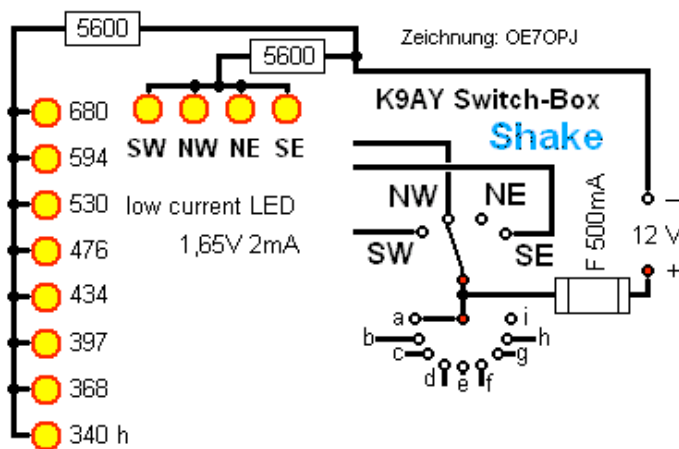 5600
5600
Zeichnung: OE7OPJ
K9AY Switch-Box
Shake
680
594
530
476
434
397
368
340 h
SW NW NE SE
low current LED
1,65V 2mA
NW
NE
SW
SE
F 500mA
–
12 V
+
a
i
b
h
c
g
d
e
f